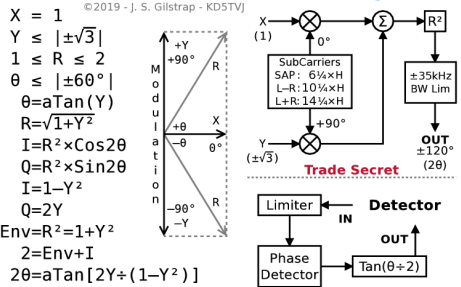 ©2019 - J. S. Gilstrap - KD5TVJ
X = 1
Y ≤ |±√3|
1 ≤ R ≤ 2
θ ≤ |±60°|
θ=aTan(Y)
R=√1+Y²
I=R²×Cos2θ
Q=R²×Sin2θ
I=1–Y²
Q=2Y
Env=R²=1+Y²
2=Env+I
2θ=aTan[2Y÷(1–Y²)]
Modulation
+Y
+90°
R
+θ
X
–θ
0°
–90°
–Y
R
X
(1)
Σ
R²
0°
SubCarriers
SAP: 6¼×H
L–R:10¼×H
L+R:14¼×H
±35kHz
BW Lim
+90°
Y
(±√3)
OUT
±120°
(2θ)
Trade Secret
Limiter
IN
Detector
OUT
Phase
Detector
Tan(θ÷2)